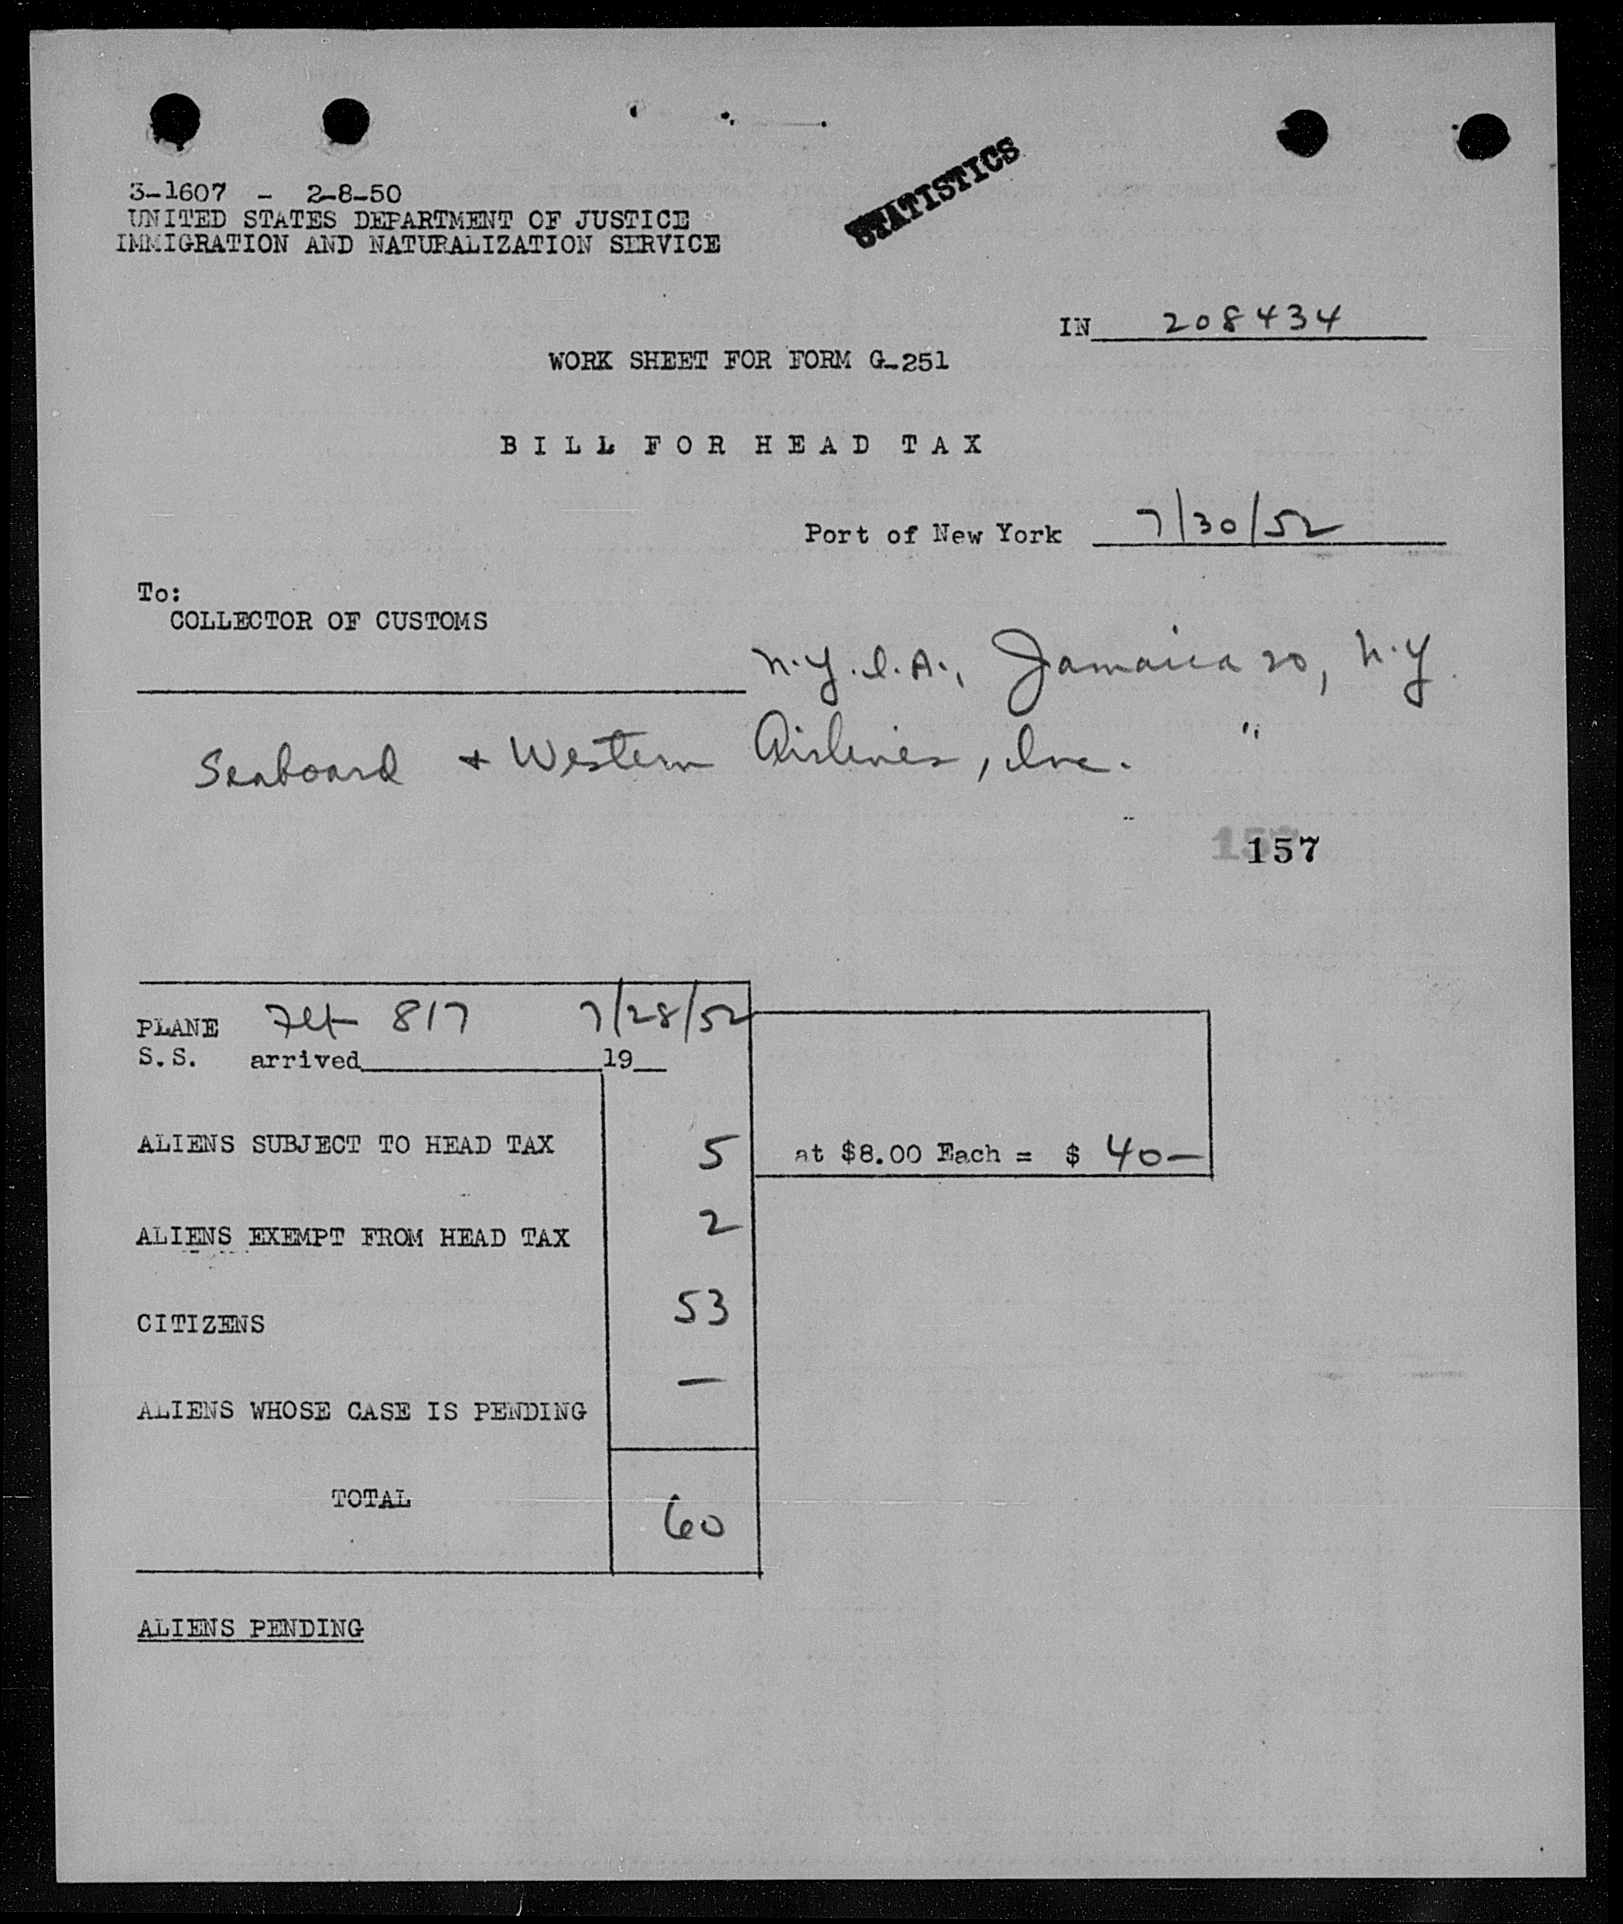 3-1607 - 2-8-50
UNITED STATES DEPARTMENT OF JUSTICE
IMMIGRATION AND NATURALIZATION SERVICE
STATISTICS
IN 208434
WORK SHEET FOR FORM G-251
BILL FOR HEAD TAX
Port of New York 7/30/52
To:
COLLECTOR OF CUSTOMS
N.Y.I.A., Jamaica 20, N.Y.
Seaboard + Western Airlines, Inc. "
157
PLANE Flt 817 7/28/52
S.S. arrived 19
ALIENS SUBJECT TO HEAD TAX 5 at $8.00 Each = $ 40—
ALIENS EXEMPT FROM HEAD TAX 2
CITIZENS 53
ALIENS WHOSE CASE IS PENDING —
TOTAL 60
ALIENS PENDING